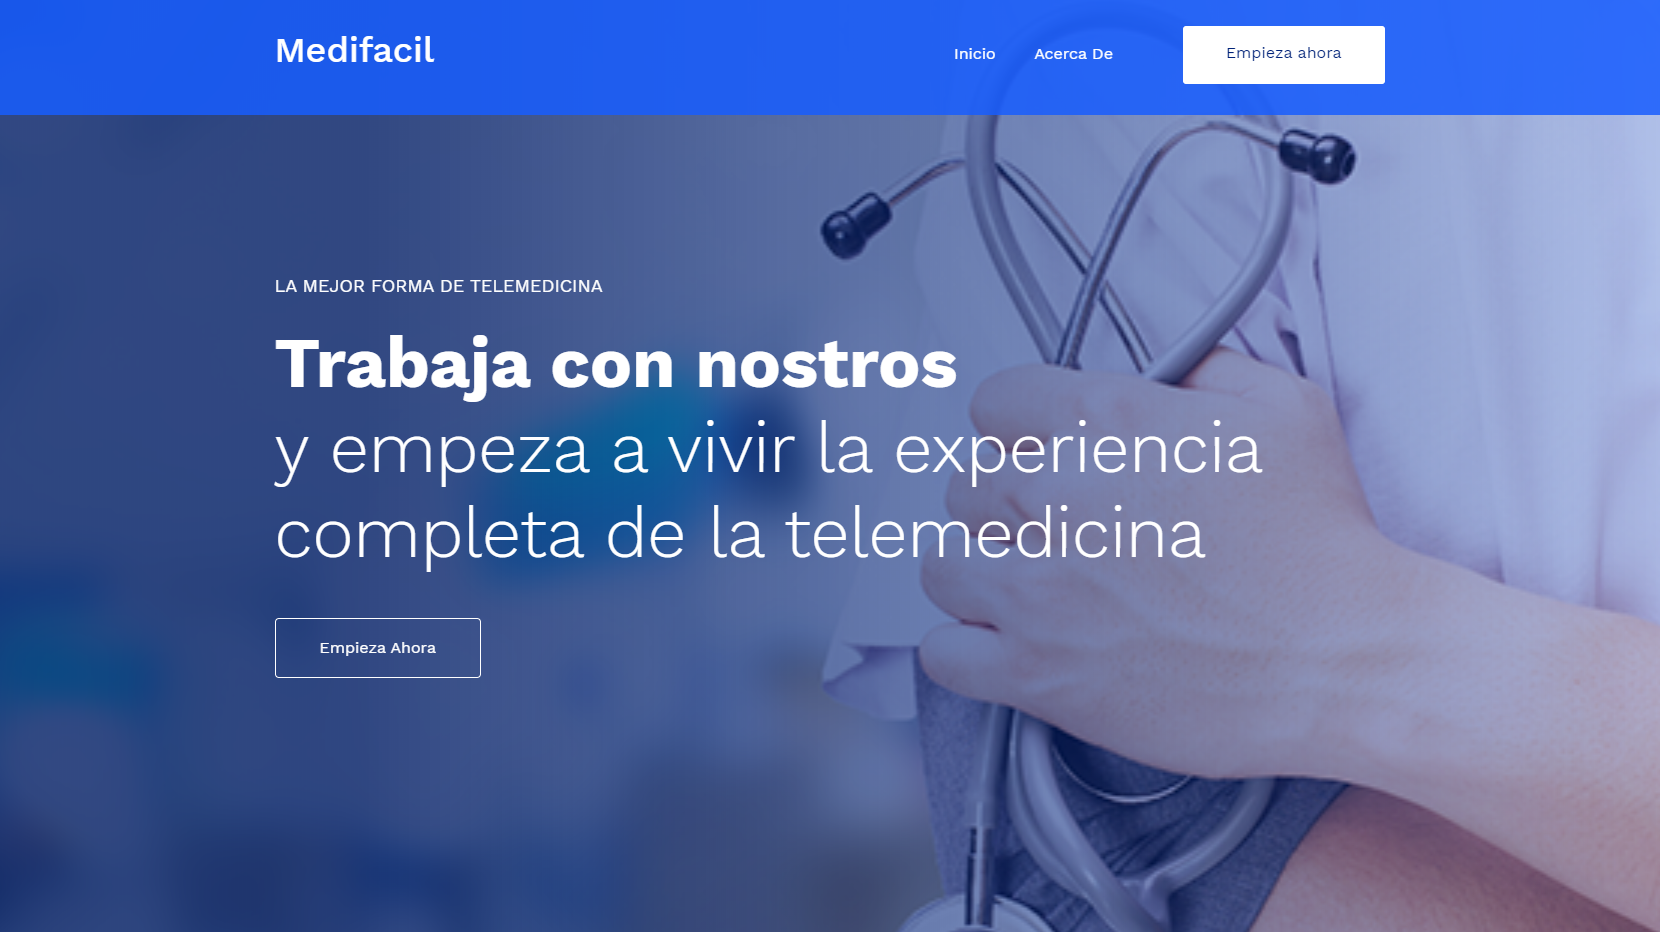 Medifacil
Inicio
Acerca De
Empieza ahora
LA MEJOR FORMA DE TELEMEDICINA
Trabaja con nostros
y empeza a vivir la experiencia
completa de la telemedicina
Empieza Ahora